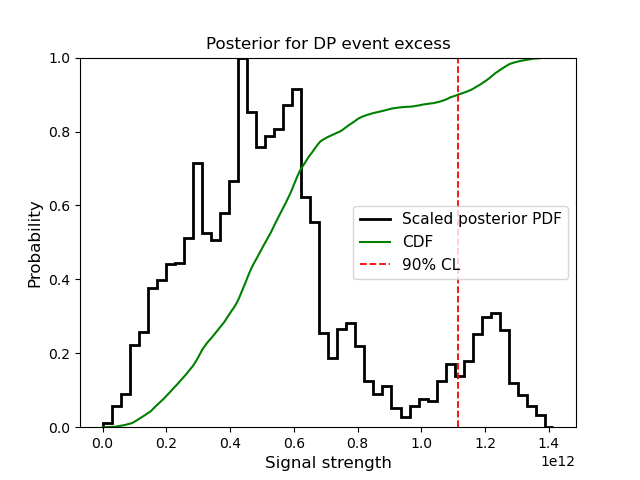 Posterior for DP event excess
Probability
1.0
0.8
0.6
0.4
0.2
0.0
Scaled posterior PDF
CDF
90% CL
0.0 0.2 0.4 0.6 0.8 1.0 1.2 1.4
1e12
Signal strength